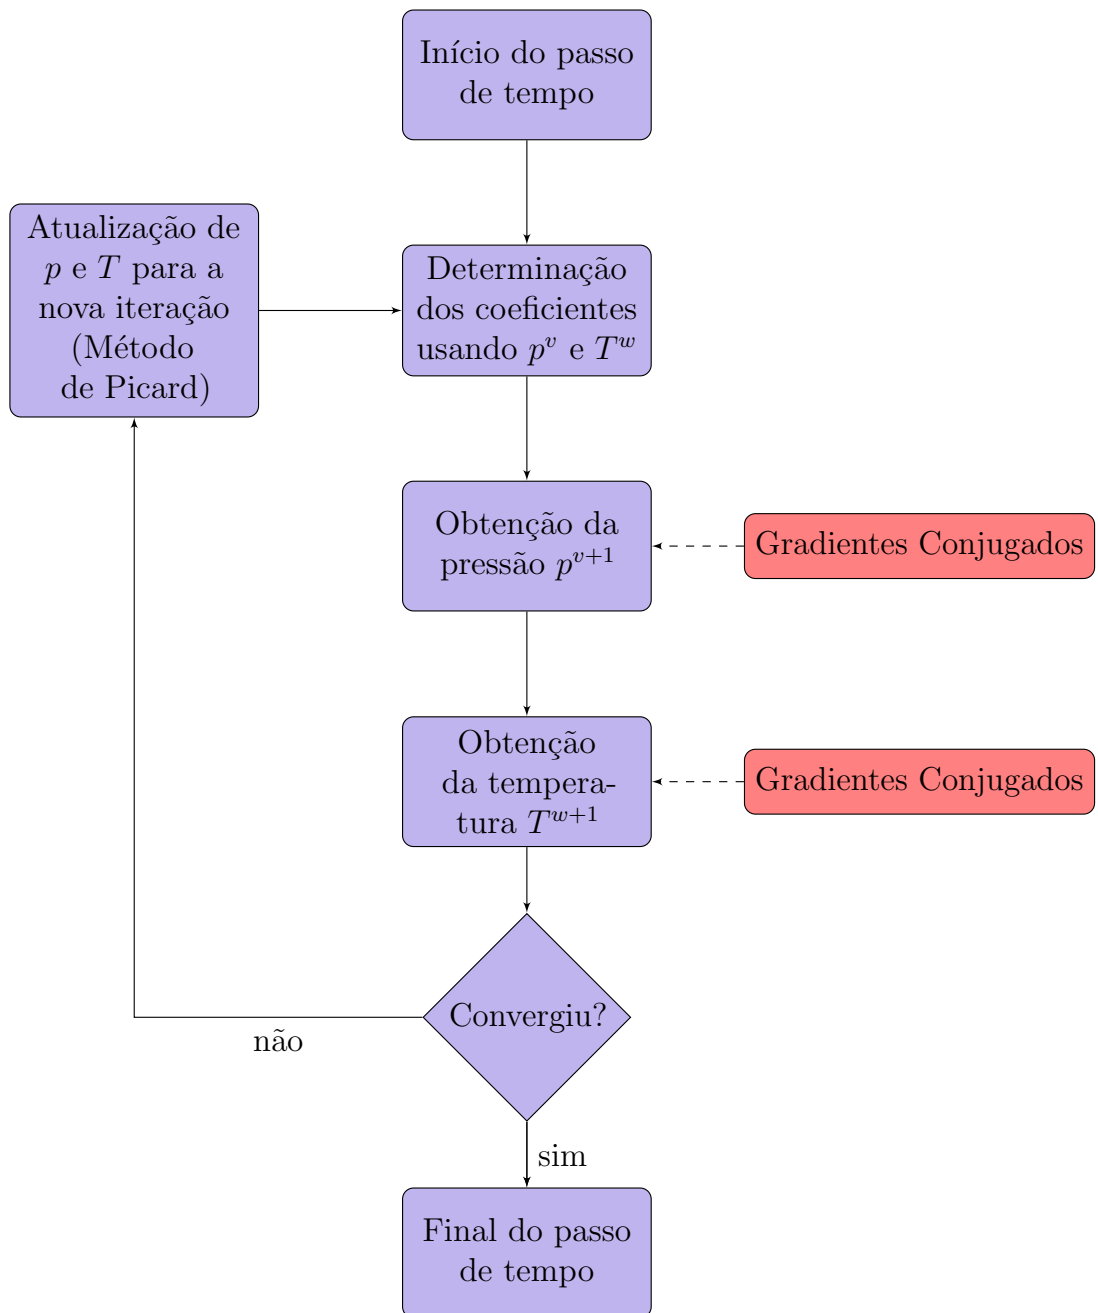 Início do passo
de tempo
Atualização de
p e T para a
nova iteração
(Método
de Picard)
Determinação
dos coeficientes
usando p^v e T^w
Obtenção da
pressão p^{v+1}
Gradientes Conjugados
Obtenção
da tempera-
tura T^{w+1}
Gradientes Conjugados
Convergiu?
não
sim
Final do passo
de tempo